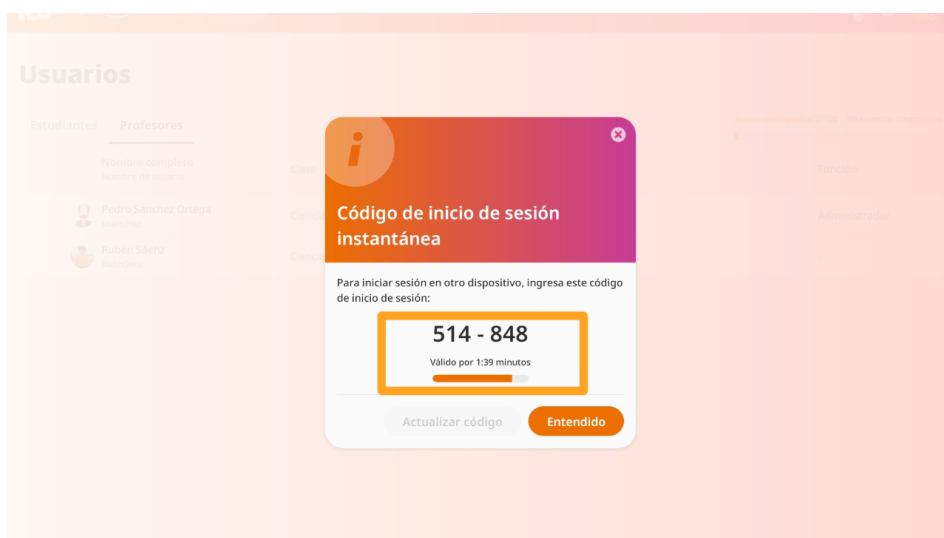 Usuarios
Estudiantes Profesores
Nombre completo
Nombre de usuario
Clase
Función
Pedro Sánchez Ortega
Ciencia
Administrador
Rubén Sáenz
Ciencia
Código de inicio de sesión
instantánea
Para iniciar sesión en otro dispositivo, ingresa este código
de inicio de sesión:
514 - 848
Válido por 1:39 minutos
Actualizar código
Entendido